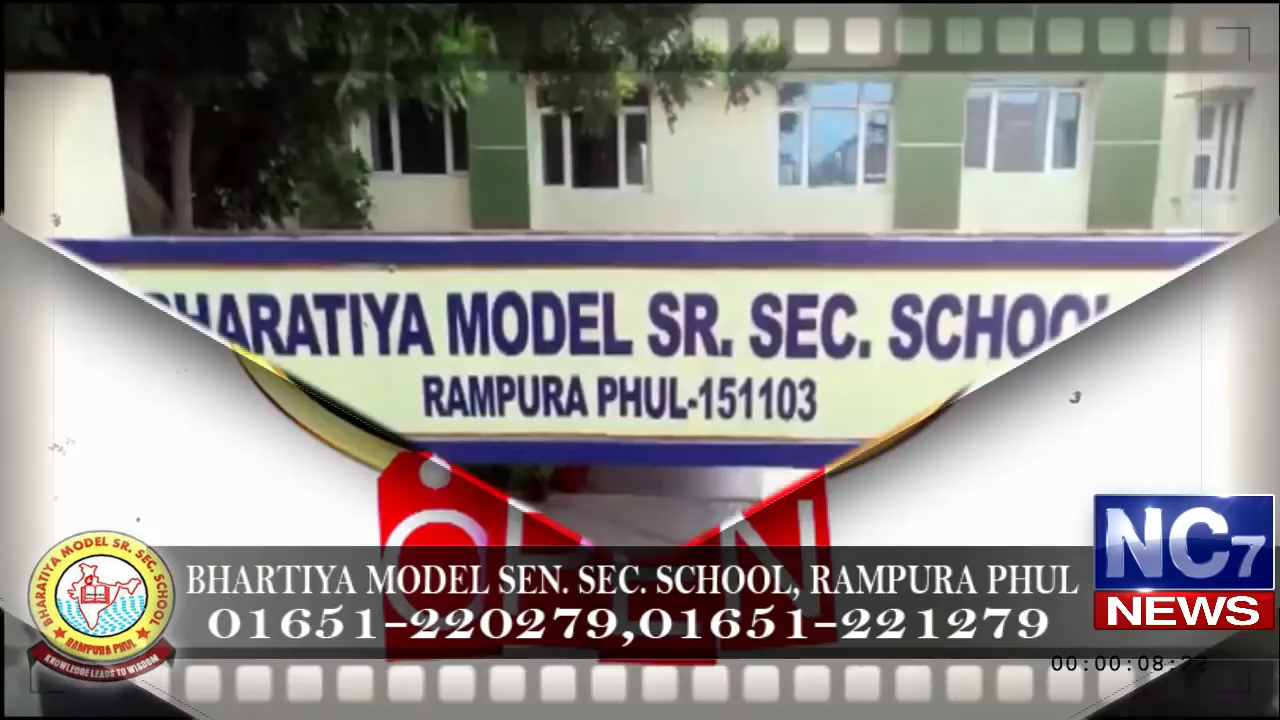 BHARATIYA MODEL SR. SEC. SCHOOL
RAMPURA PHUL-151103
BHARATIYA MODEL SR. SEC. SCHOOL
RAMPURA PHUL
KNOWLEDGE LEADS TO WISDOM
BHARTIYA MODEL SEN. SEC. SCHOOL, RAMPURA PHUL
01651-220279,01651-221279
NC7
NEWS